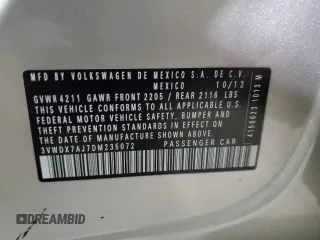 MFD BY VOLKSWAGEN DE MEXICO S.A. DE C.V.
MEXICO 10/12
GVWR 4211 GAWR FRONT 2205 / REAR 2116 LBS
THIS VEHICLE CONFORMS TO ALL APPLICABLE
FEDERAL MOTOR VEHICLE SAFETY, BUMPER,
AND THEFT PREVENTION STANDARDS IN EFFECT
ON THE DATE OF MANUFACTURE SHOWN ABOVE.
3VWDX7AJ7DM235072
PASSENGER CAR
1013 M
DREAMBID